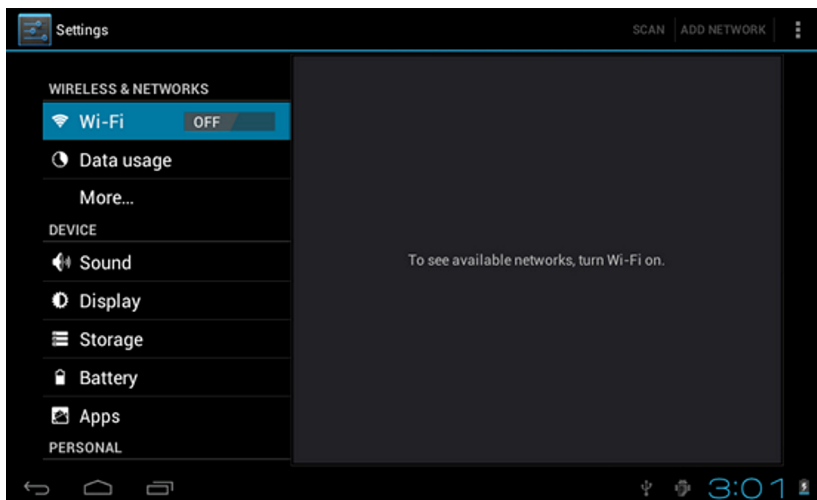 Settings
SCAN ADD NETWORK
WIRELESS & NETWORKS
Wi-Fi OFF
Data usage
More...
DEVICE
Sound
Display
Storage
Battery
Apps
PERSONAL
To see available networks, turn Wi-Fi on.
3:01